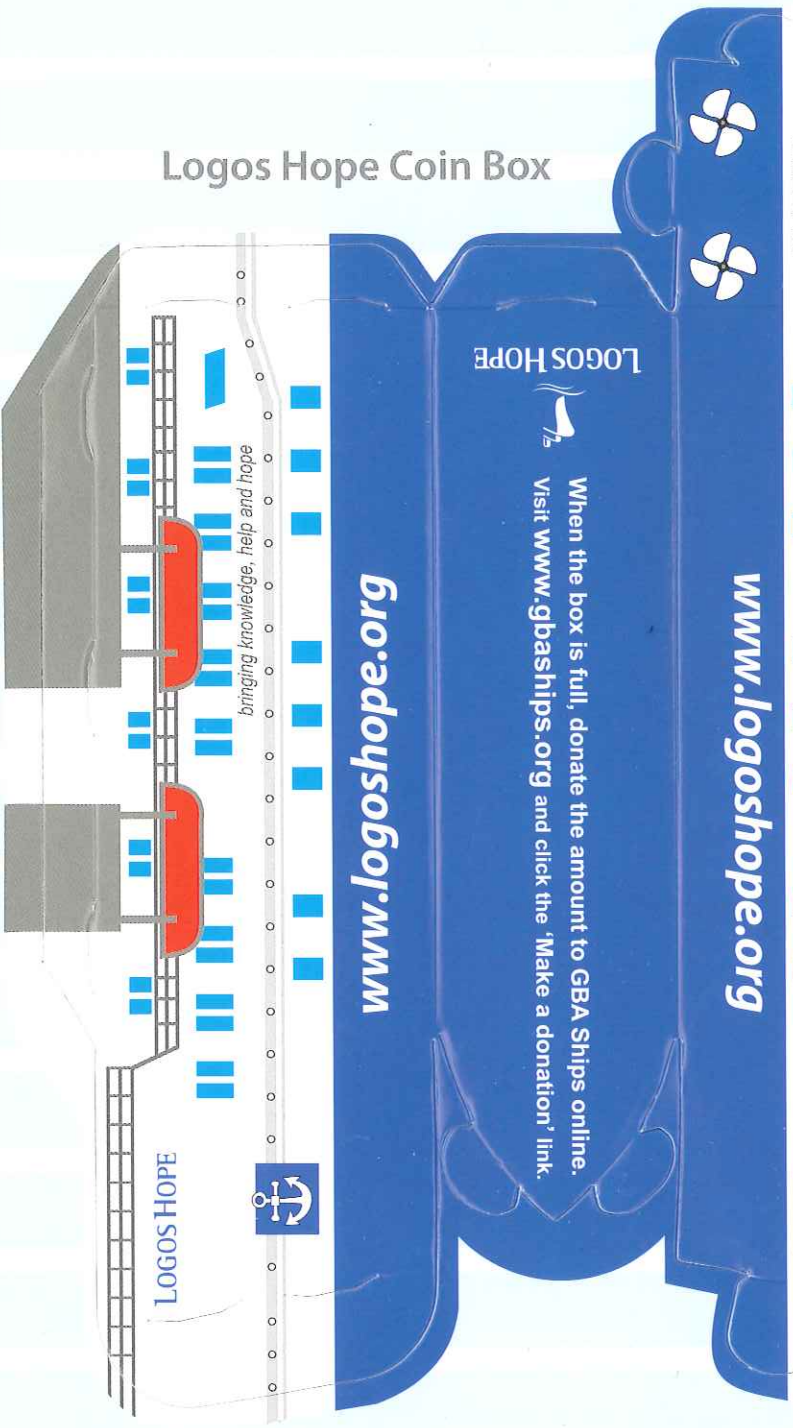 Logos Hope Coin Box
www.logoshope.org
LOGOS HOPE
When the box is full, donate the amount to GBA Ships online.
Visit www.gbaships.org and click the ‘Make a donation’ link.
www.logoshope.org
bringing knowledge, help and hope
LOGOS HOPE